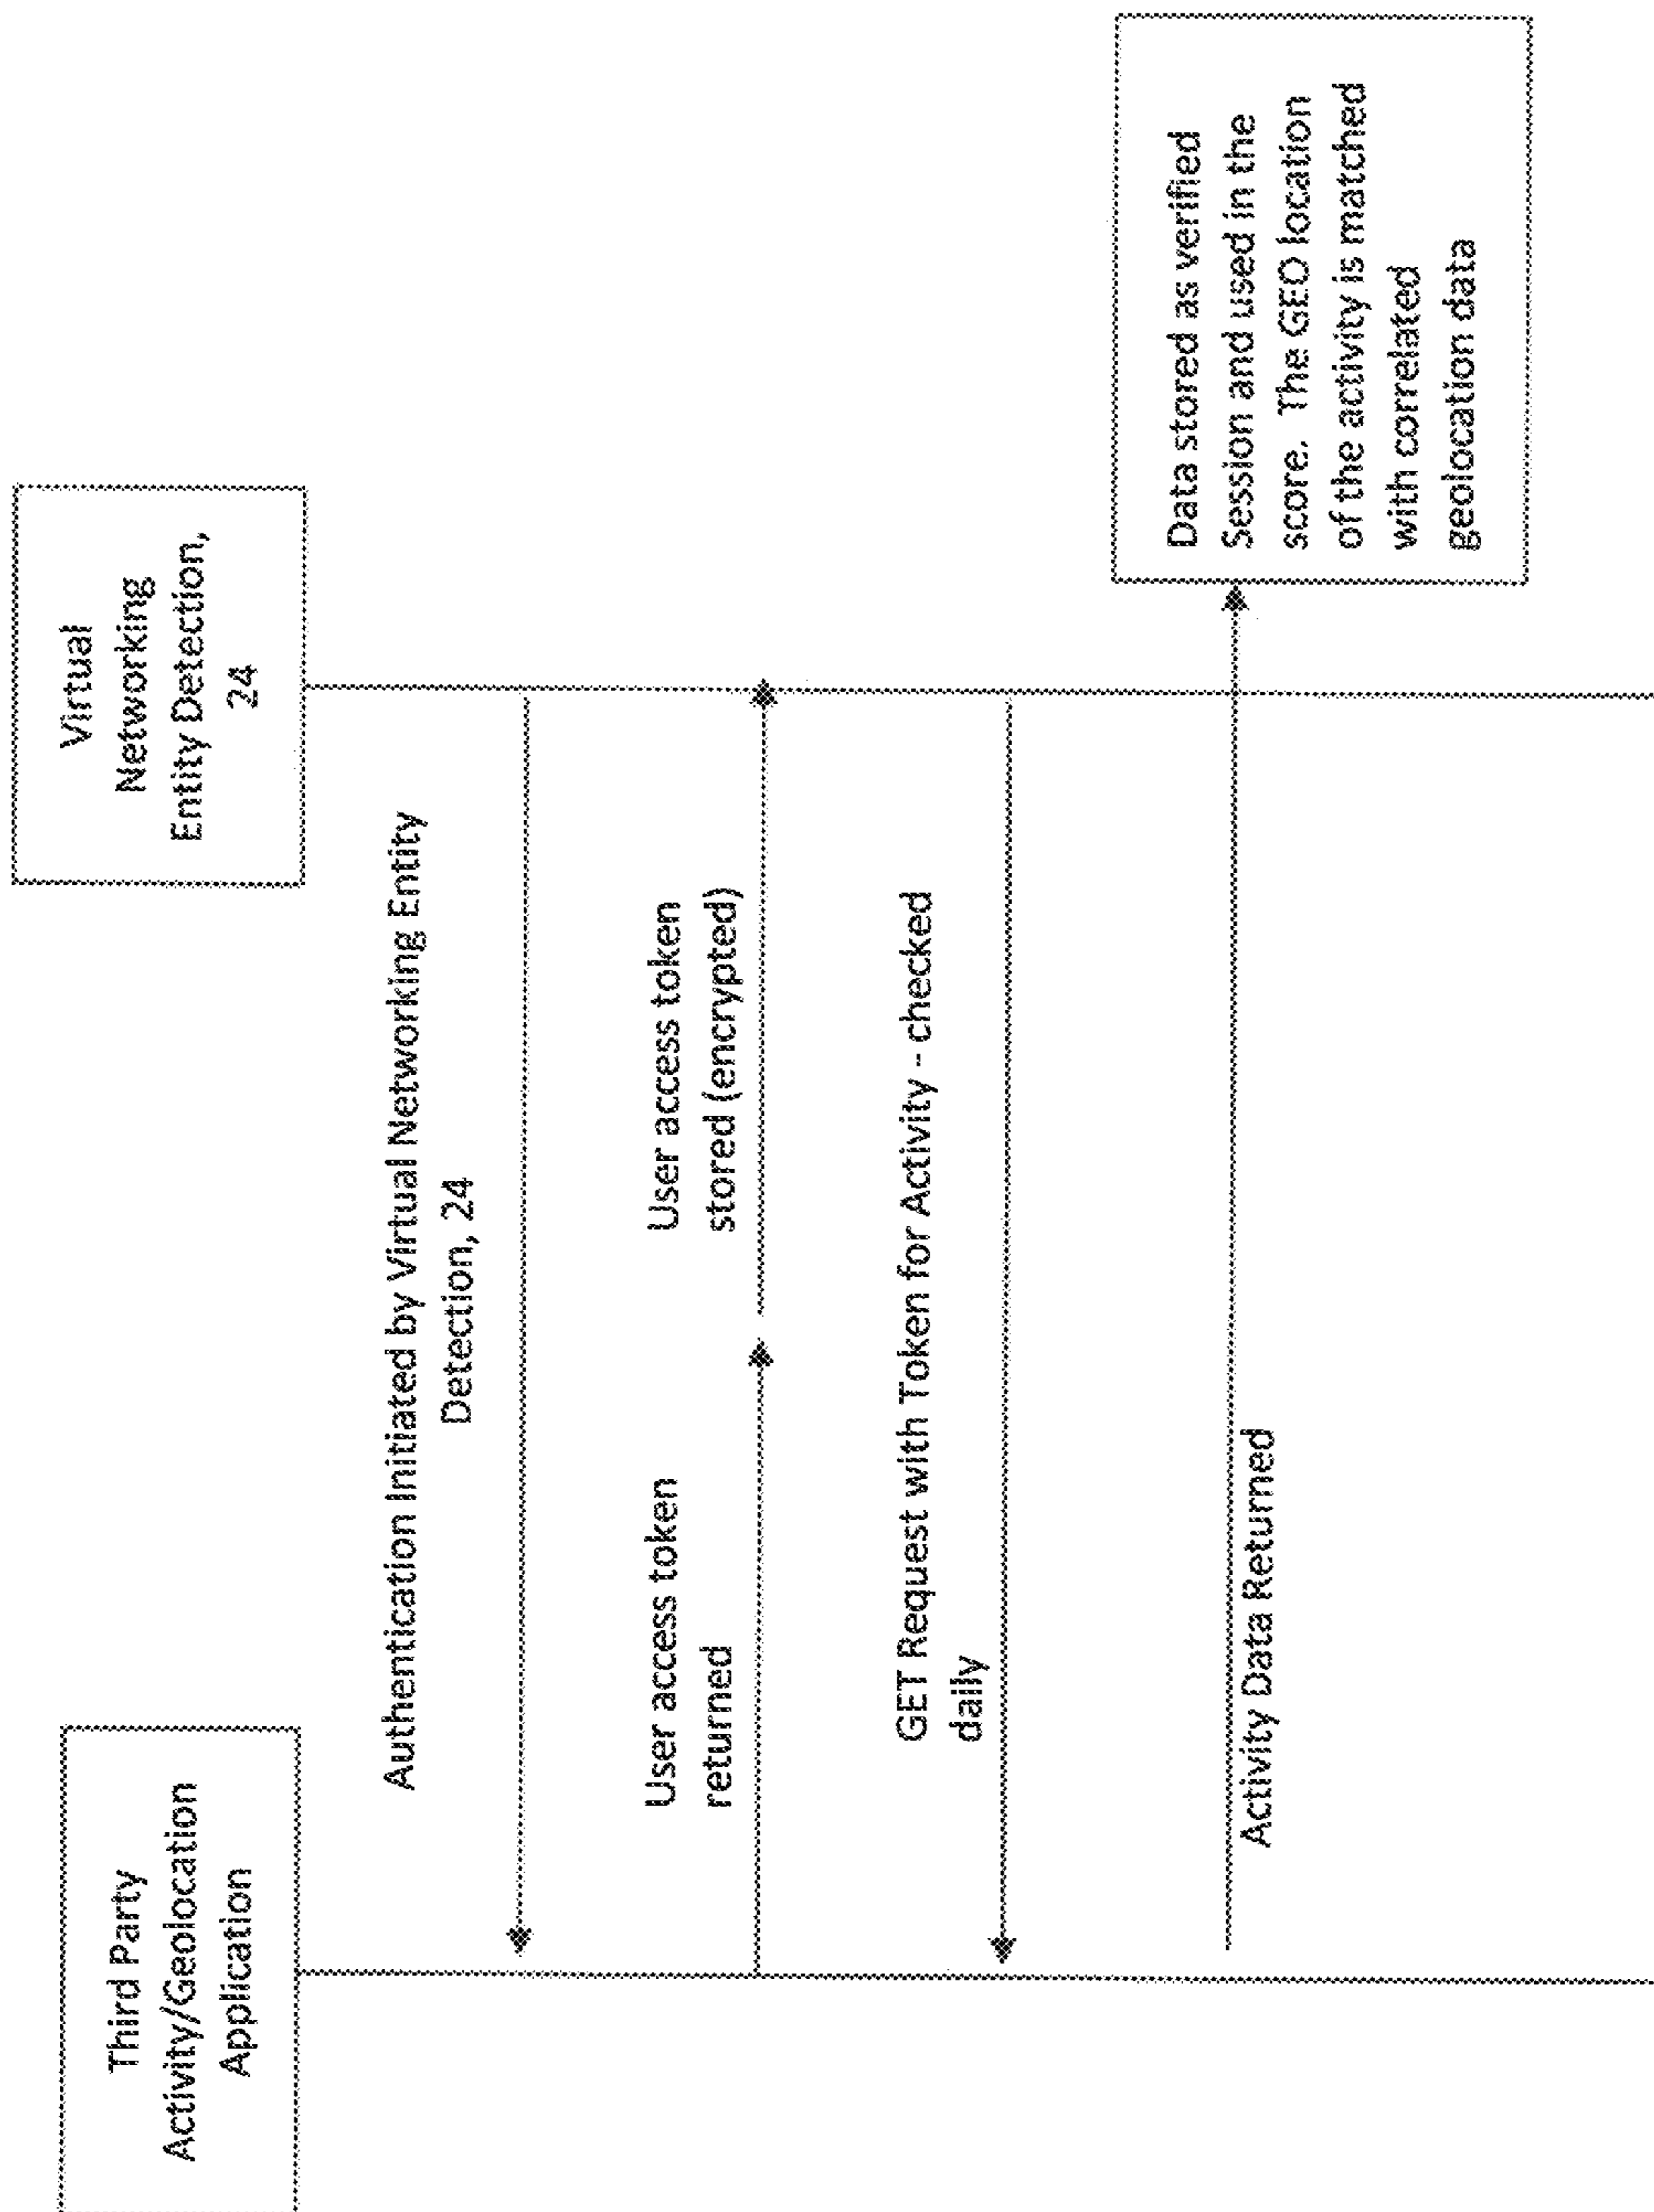 Third Party
Activity/Geolocation
Application
Virtual
Networking
Entity Detection,
24
Authentication Initiated by Virtual Networking Entity
Detection, 24
User access token
returned
User access token
stored (encrypted)
GET Request with Token for Activity - checked
daily
Activity Data Returned
Data stored as verified
Session and used in the
score. The GEO location
of the activity is matched
with correlated
geolocation data